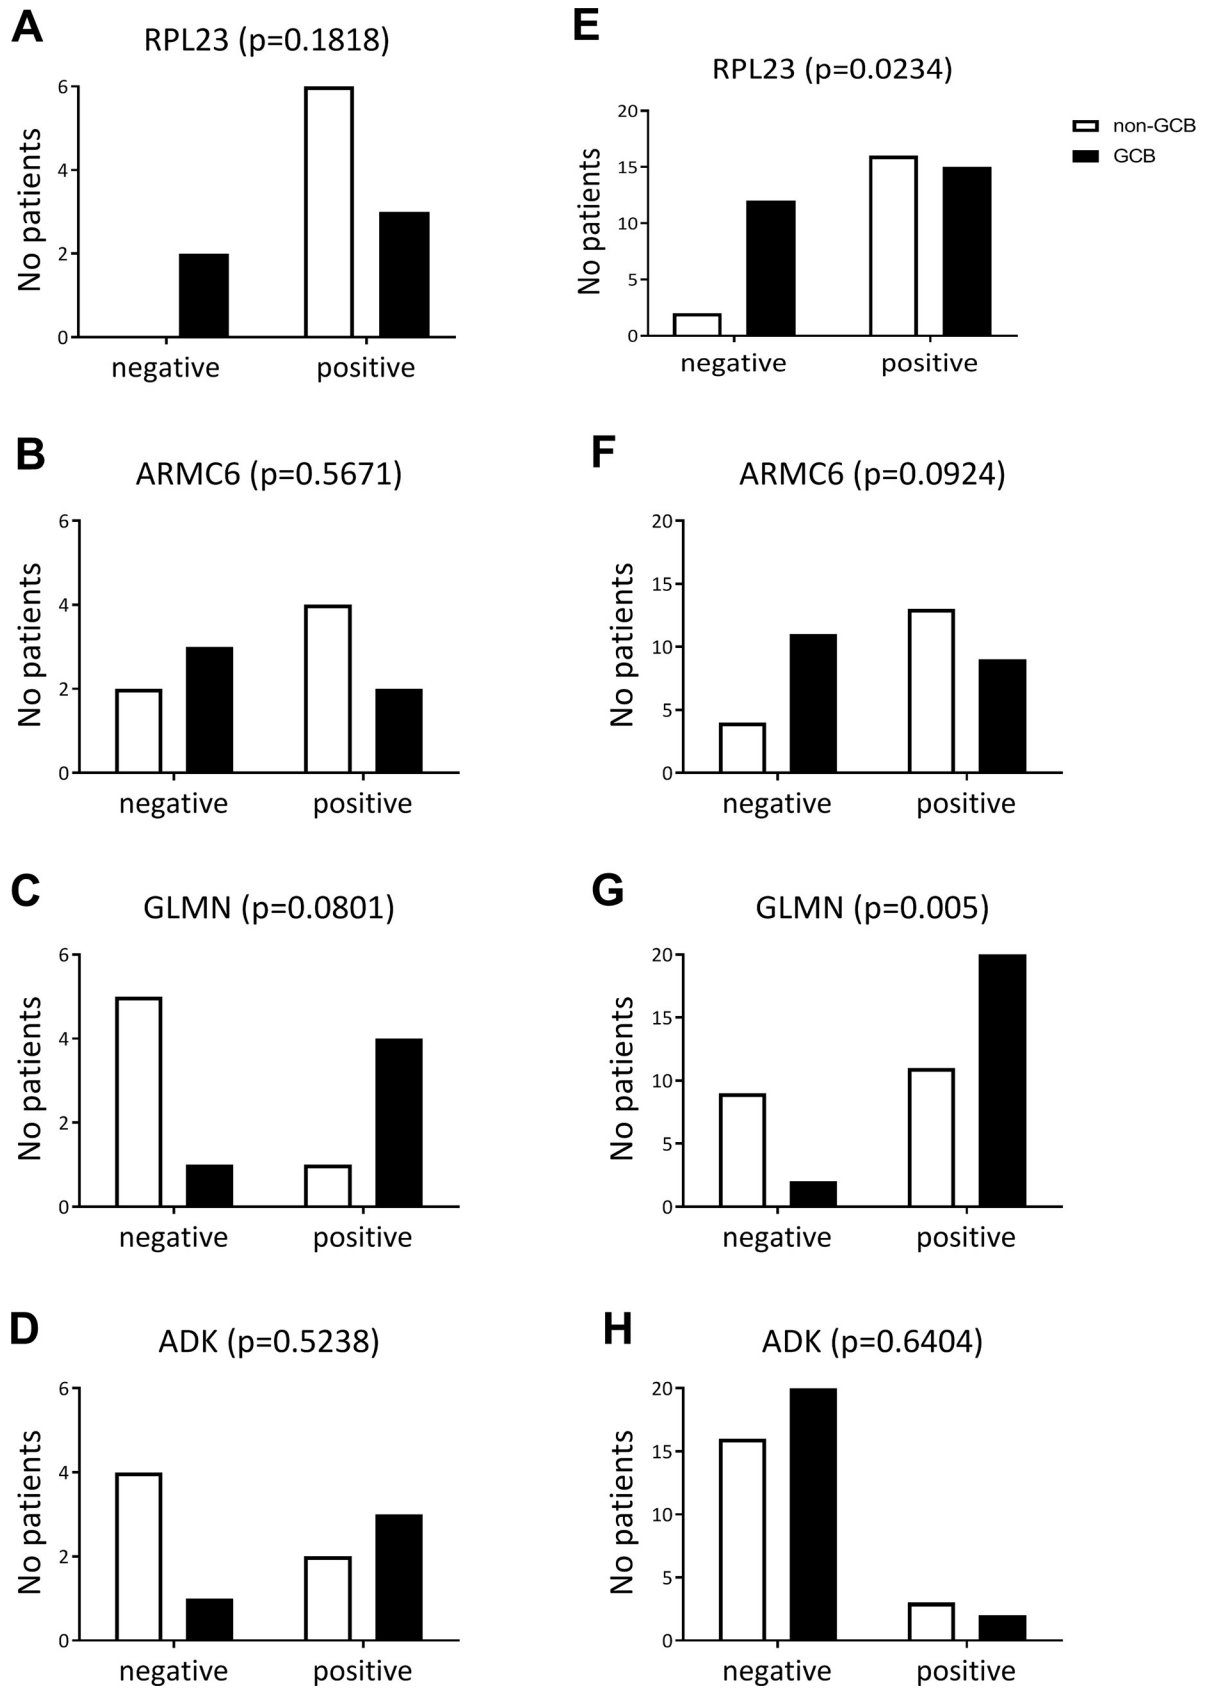 A
RPL23 (p=0.1818)
No patients
6
4
2
0
negative
positive
E
RPL23 (p=0.0234)
No patients
20
15
10
5
0
negative
positive
non-GCB
GCB
B
ARMC6 (p=0.5671)
No patients
6
4
2
0
negative
positive
F
ARMC6 (p=0.0924)
No patients
20
15
10
5
0
negative
positive
C
GLMN (p=0.0801)
No patients
6
4
2
0
negative
positive
G
GLMN (p=0.005)
No patients
20
15
10
5
0
negative
positive
D
ADK (p=0.5238)
No patients
6
4
2
0
negative
positive
H
ADK (p=0.6404)
No patients
20
15
10
5
0
negative
positive